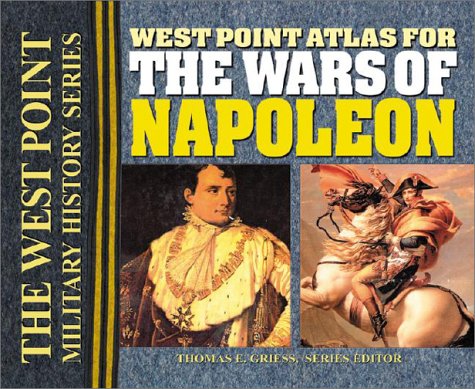 THE WEST POINT
MILITARY HISTORY SERIES
WEST POINT ATLAS FOR
THE WARS OF
NAPOLEON
THOMAS E. GRIESS, SERIES EDITOR